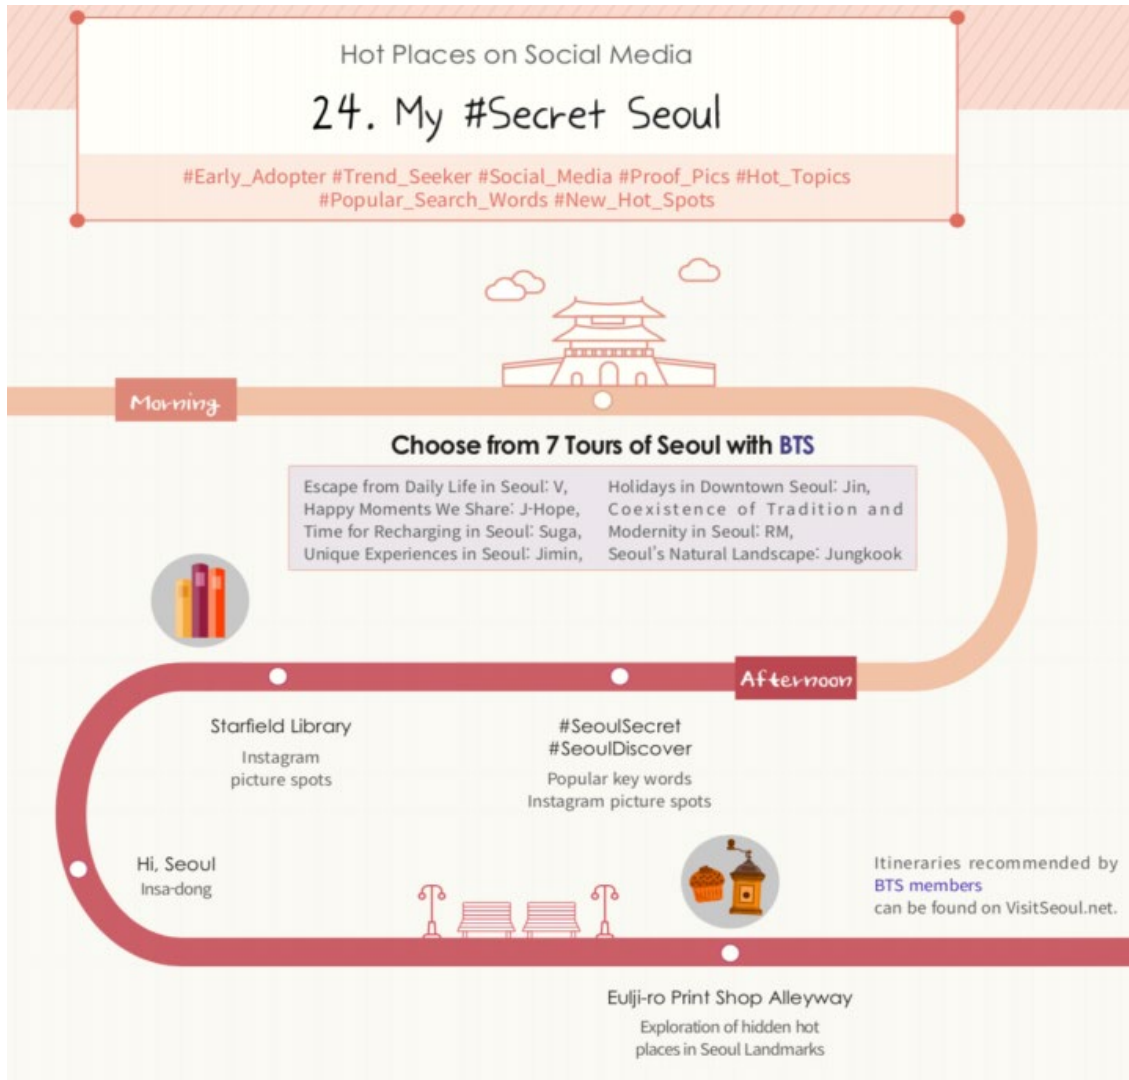 Hot Places on Social Media
24. My #Secret Seoul
#Early_Adopter #Trend_Seeker #Social_Media #Proof_Pics #Hot_Topics
#Popular_Search_Words #New_Hot_Spots
Morning
Choose from 7 Tours of Seoul with BTS
Escape from Daily Life in Seoul: V,
Happy Moments We Share: J-Hope,
Time for Recharging in Seoul: Suga,
Unique Experiences in Seoul: Jimin,
Holidays in Downtown Seoul: Jin,
Coexistence of Tradition and
Modernity in Seoul: RM,
Seoul's Natural Landscape: Jungkook
Afternoon
#SeoulSecret
#SeoulDiscover
Popular key words
Instagram picture spots
Starfield Library
Instagram
picture spots
Hi, Seoul
Insa-dong
Eulji-ro Print Shop Alleyway
Exploration of hidden hot
places in Seoul Landmarks
Itineraries recommended by
BTS members
can be found on VisitSeoul.net.